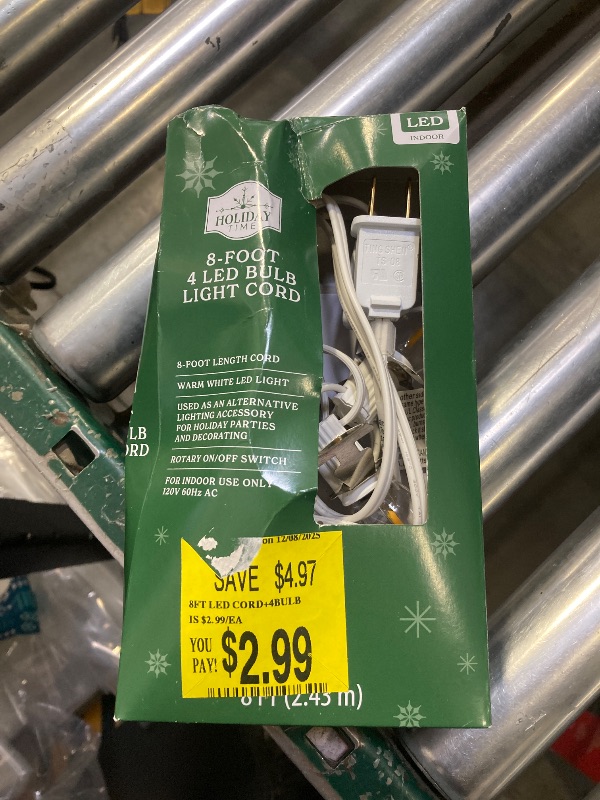 LED
INDOOR
HOLIDAY
TIME
8-FOOT
4 LED BULB
LIGHT CORD
8-FOOT LENGTH CORD
WARM WHITE LED LIGHT
USED AS AN ALTERNATIVE
LIGHTING ACCESSORY
FOR HOLIDAY PARTIES
AND DECORATING
ROTARY ON/OFF SWITCH
FOR INDOOR USE ONLY
120V 60Hz AC
LB
ORD
on 12/08/2025
SAVE $4.97
8FT LED CORD+4BULB
IS $2.99/EA
YOU
PAY!
$2.99
8 FT (2.43 m)